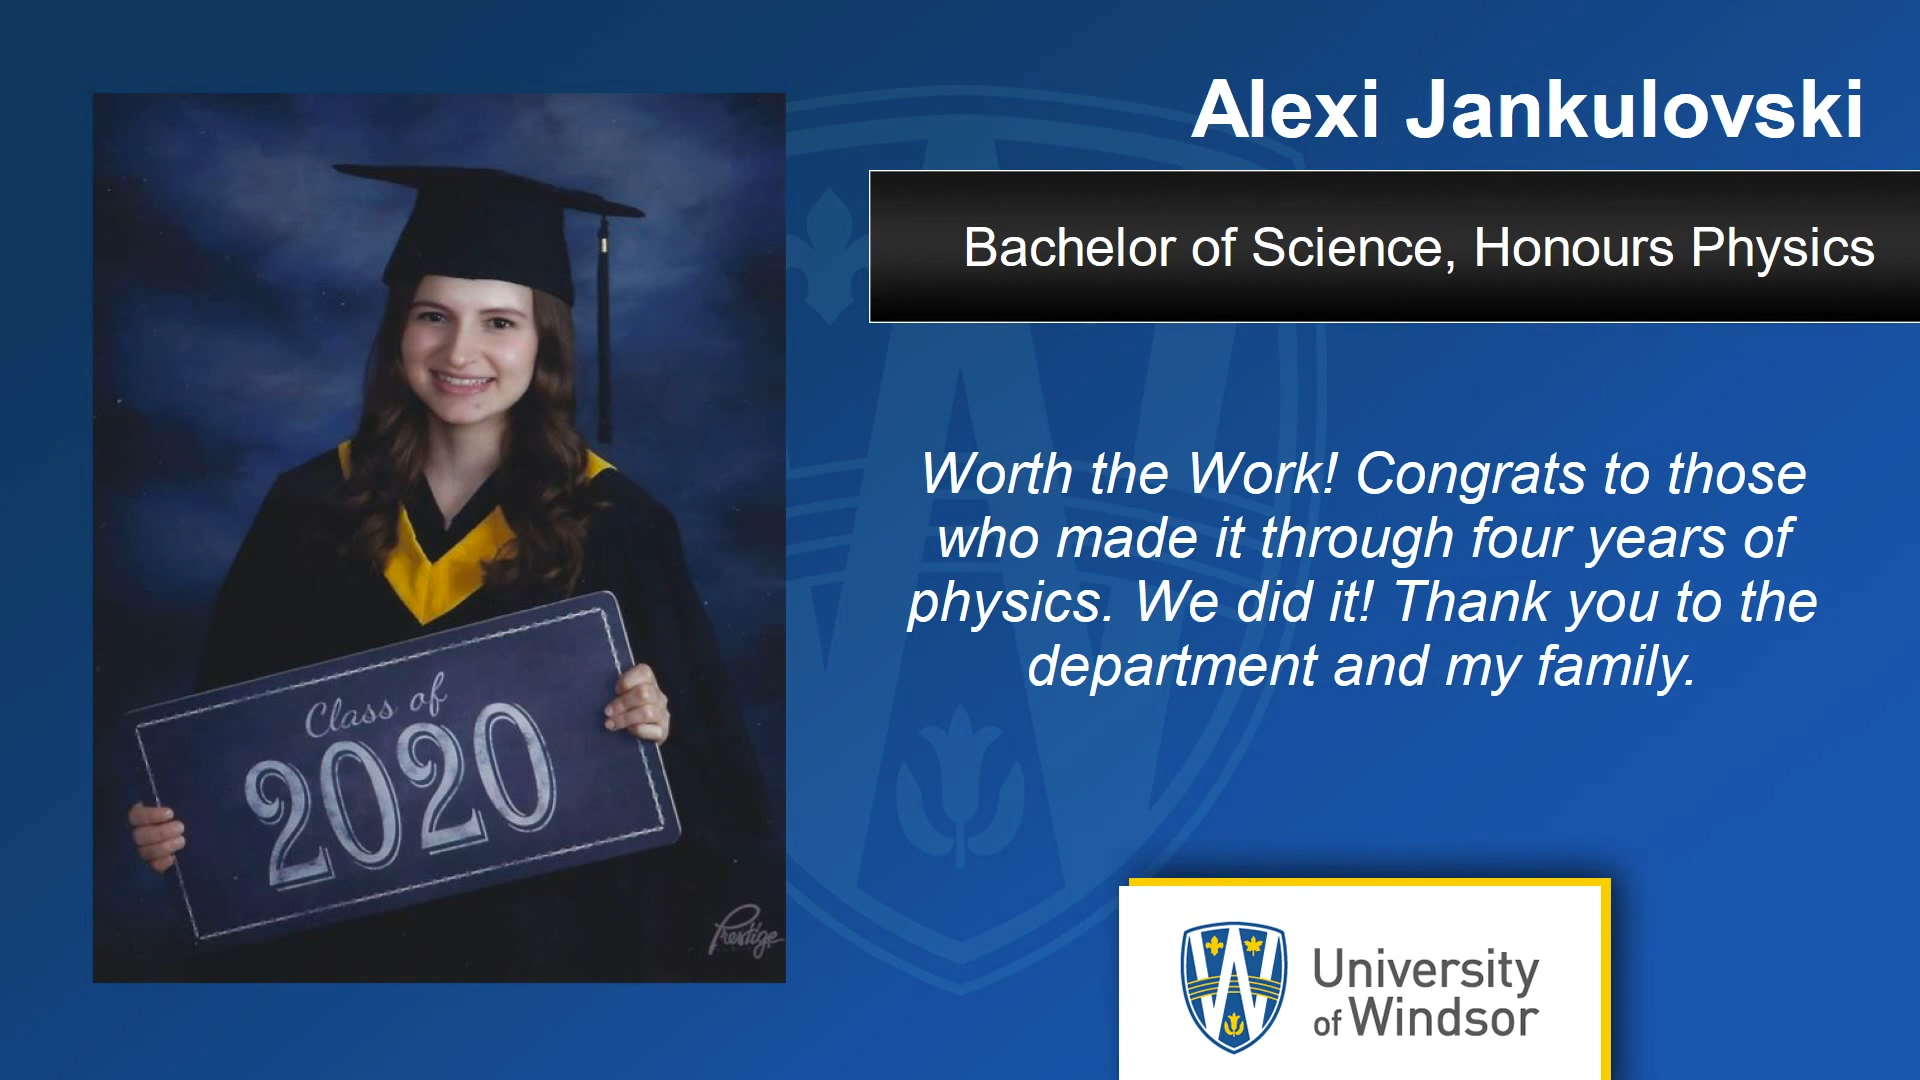 Alexi Jankulovski
Bachelor of Science, Honours Physics
Worth the Work! Congrats to those
who made it through four years of
physics. We did it! Thank you to the
department and my family.
Class of
2020
Prestige
University
of Windsor